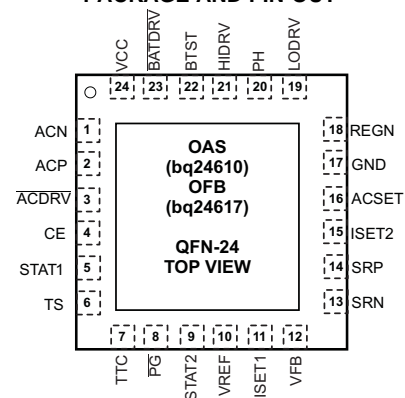 PACKAGE AND PIN-OUT
VCC
BATDRV
BTST
HIDRV
PH
LODRV
24 23 22 21 20 19
ACN 1
ACP 2
ACDRV 3
CE 4
STAT1 5
TS 6
OAS
(bq24610)
OFB
(bq24617)
QFN-24
TOP VIEW
18 REGN
17 GND
16 ACSET
15 ISET2
14 SRP
13 SRN
7 8 9 10 11 12
TTC
PG
STAT2
VREF
ISET1
VFB